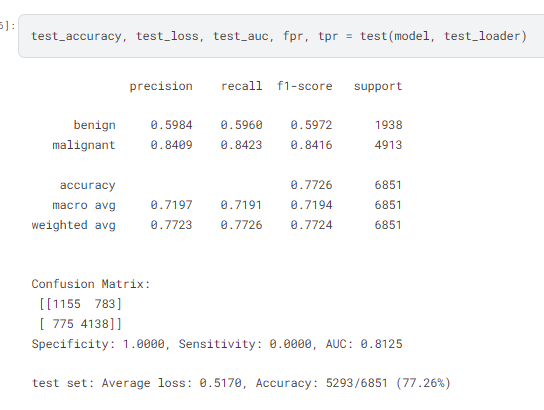 5]:
test_accuracy, test_loss, test_auc, fpr, tpr = test(model, test_loader)
precision recall f1-score support
benign 0.5984 0.5960 0.5972 1938
malignant 0.8409 0.8423 0.8416 4913
accuracy 0.7726 6851
macro avg 0.7197 0.7191 0.7194 6851
weighted avg 0.7723 0.7726 0.7724 6851
Confusion Matrix:
[[1155 783]
[ 775 4138]]
Specificity: 1.0000, Sensitivity: 0.0000, AUC: 0.8125
test set: Average loss: 0.5170, Accuracy: 5293/6851 (77.26%)